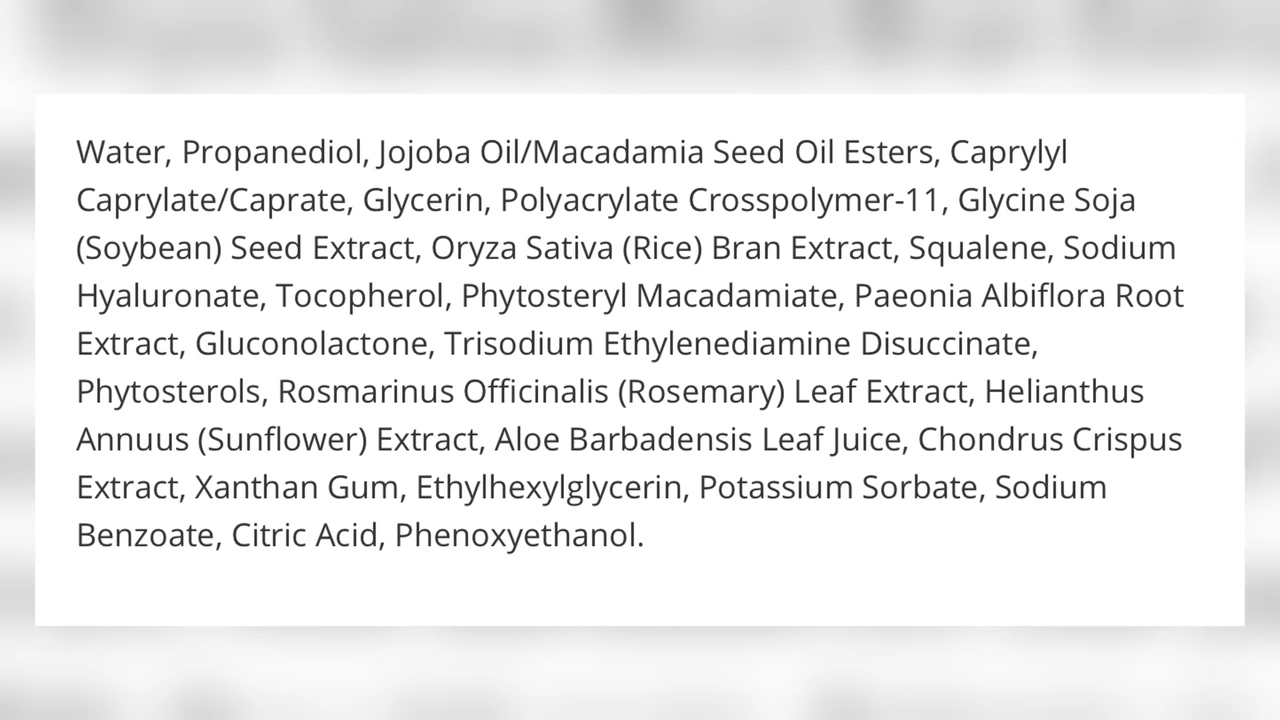 Water, Propanediol, Jojoba Oil/Macadamia Seed Oil Esters, Caprylyl
Caprylate/Caprate, Glycerin, Polyacrylate Crosspolymer-11, Glycine Soja
(Soybean) Seed Extract, Oryza Sativa (Rice) Bran Extract, Squalene, Sodium
Hyaluronate, Tocopherol, Phytosteryl Macadamiate, Paeonia Albiflora Root
Extract, Gluconolactone, Trisodium Ethylenediamine Disuccinate,
Phytosterols, Rosmarinus Officinalis (Rosemary) Leaf Extract, Helianthus
Annuus (Sunflower) Extract, Aloe Barbadensis Leaf Juice, Chondrus Crispus
Extract, Xanthan Gum, Ethylhexylglycerin, Potassium Sorbate, Sodium
Benzoate, Citric Acid, Phenoxyethanol.